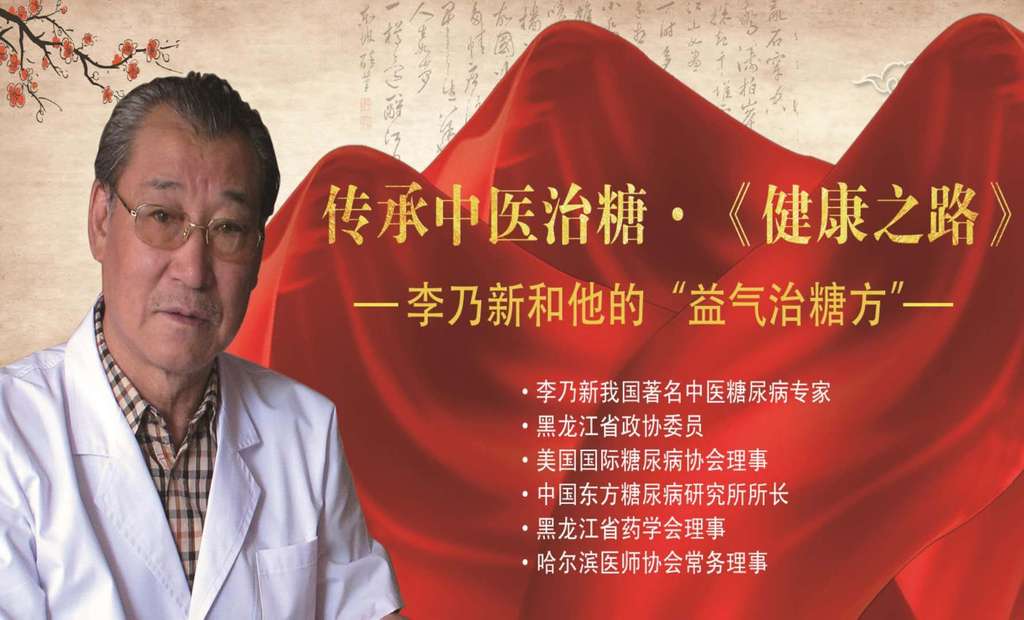 传承中医治糖·《健康之路》
—李乃新和他的“益气治糖方”—
·李乃新我国著名中医糖尿病专家
·黑龙江省政协委员
·美国国际糖尿病协会理事
·中国东方糖尿病研究所所长
·黑龙江省药学会理事
·哈尔滨医师协会常务理事